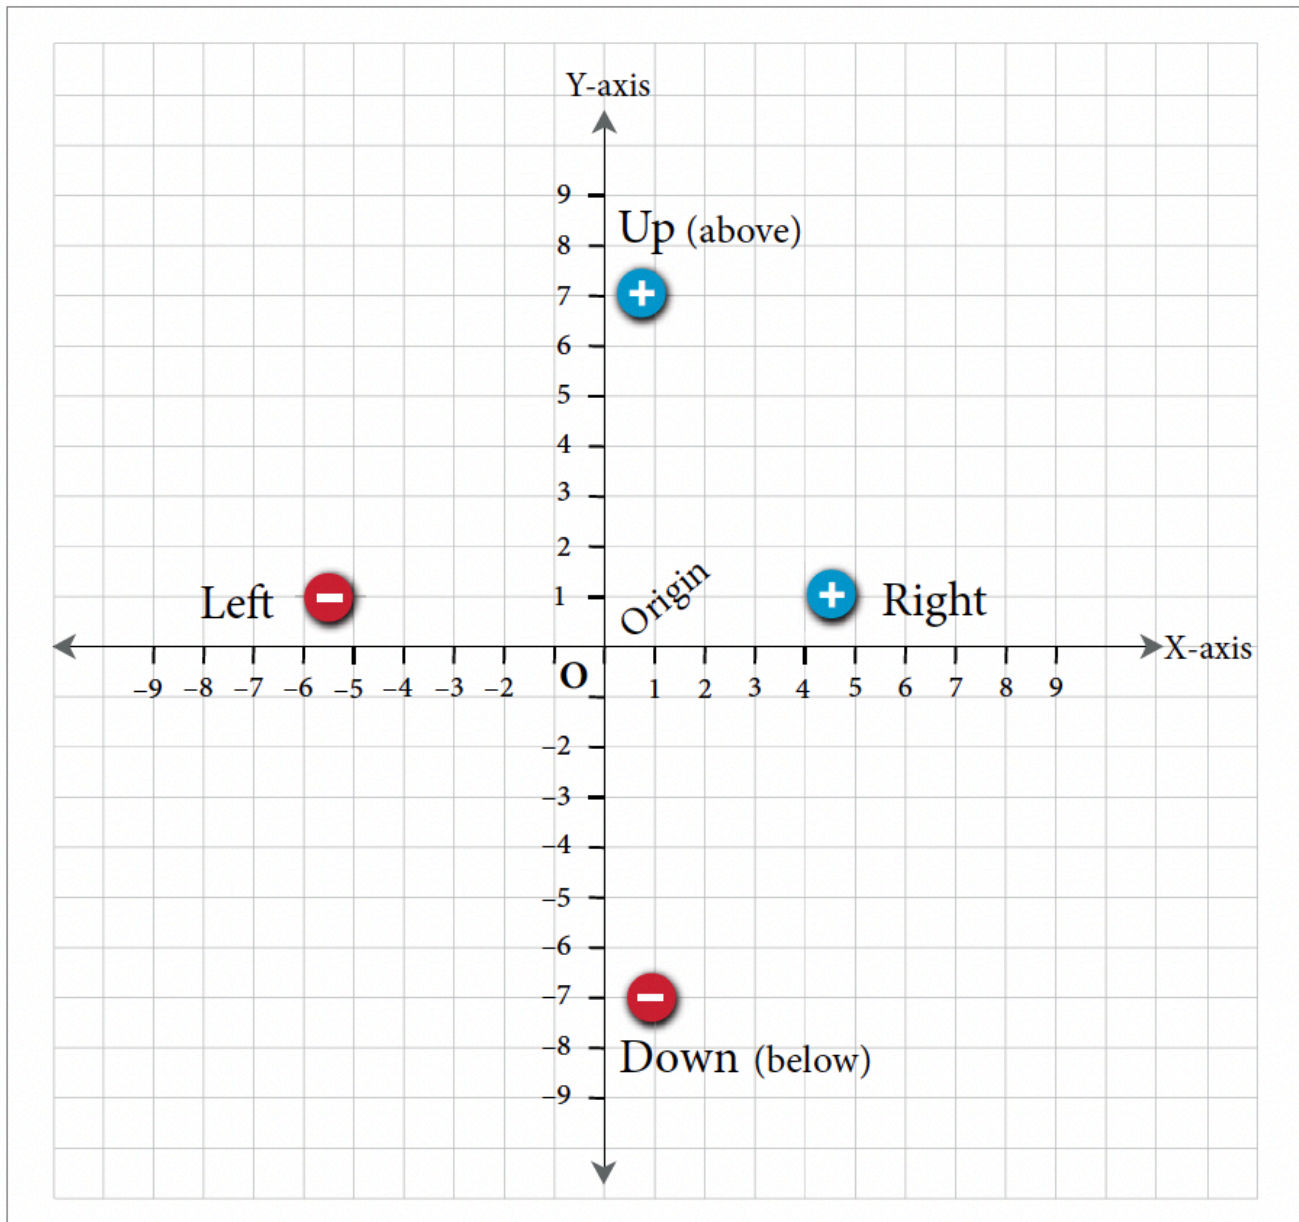 Y-axis
9
Up (above)
8
+
7
6
5
4
3
2
1
Origin
Left –
+ Right
X-axis
O
–9 –8 –7 –6 –5 –4 –3 –2 1 2 3 4 5 6 7 8 9
–2
–3
–4
–5
–6
–7
–
–8
Down (below)
–9